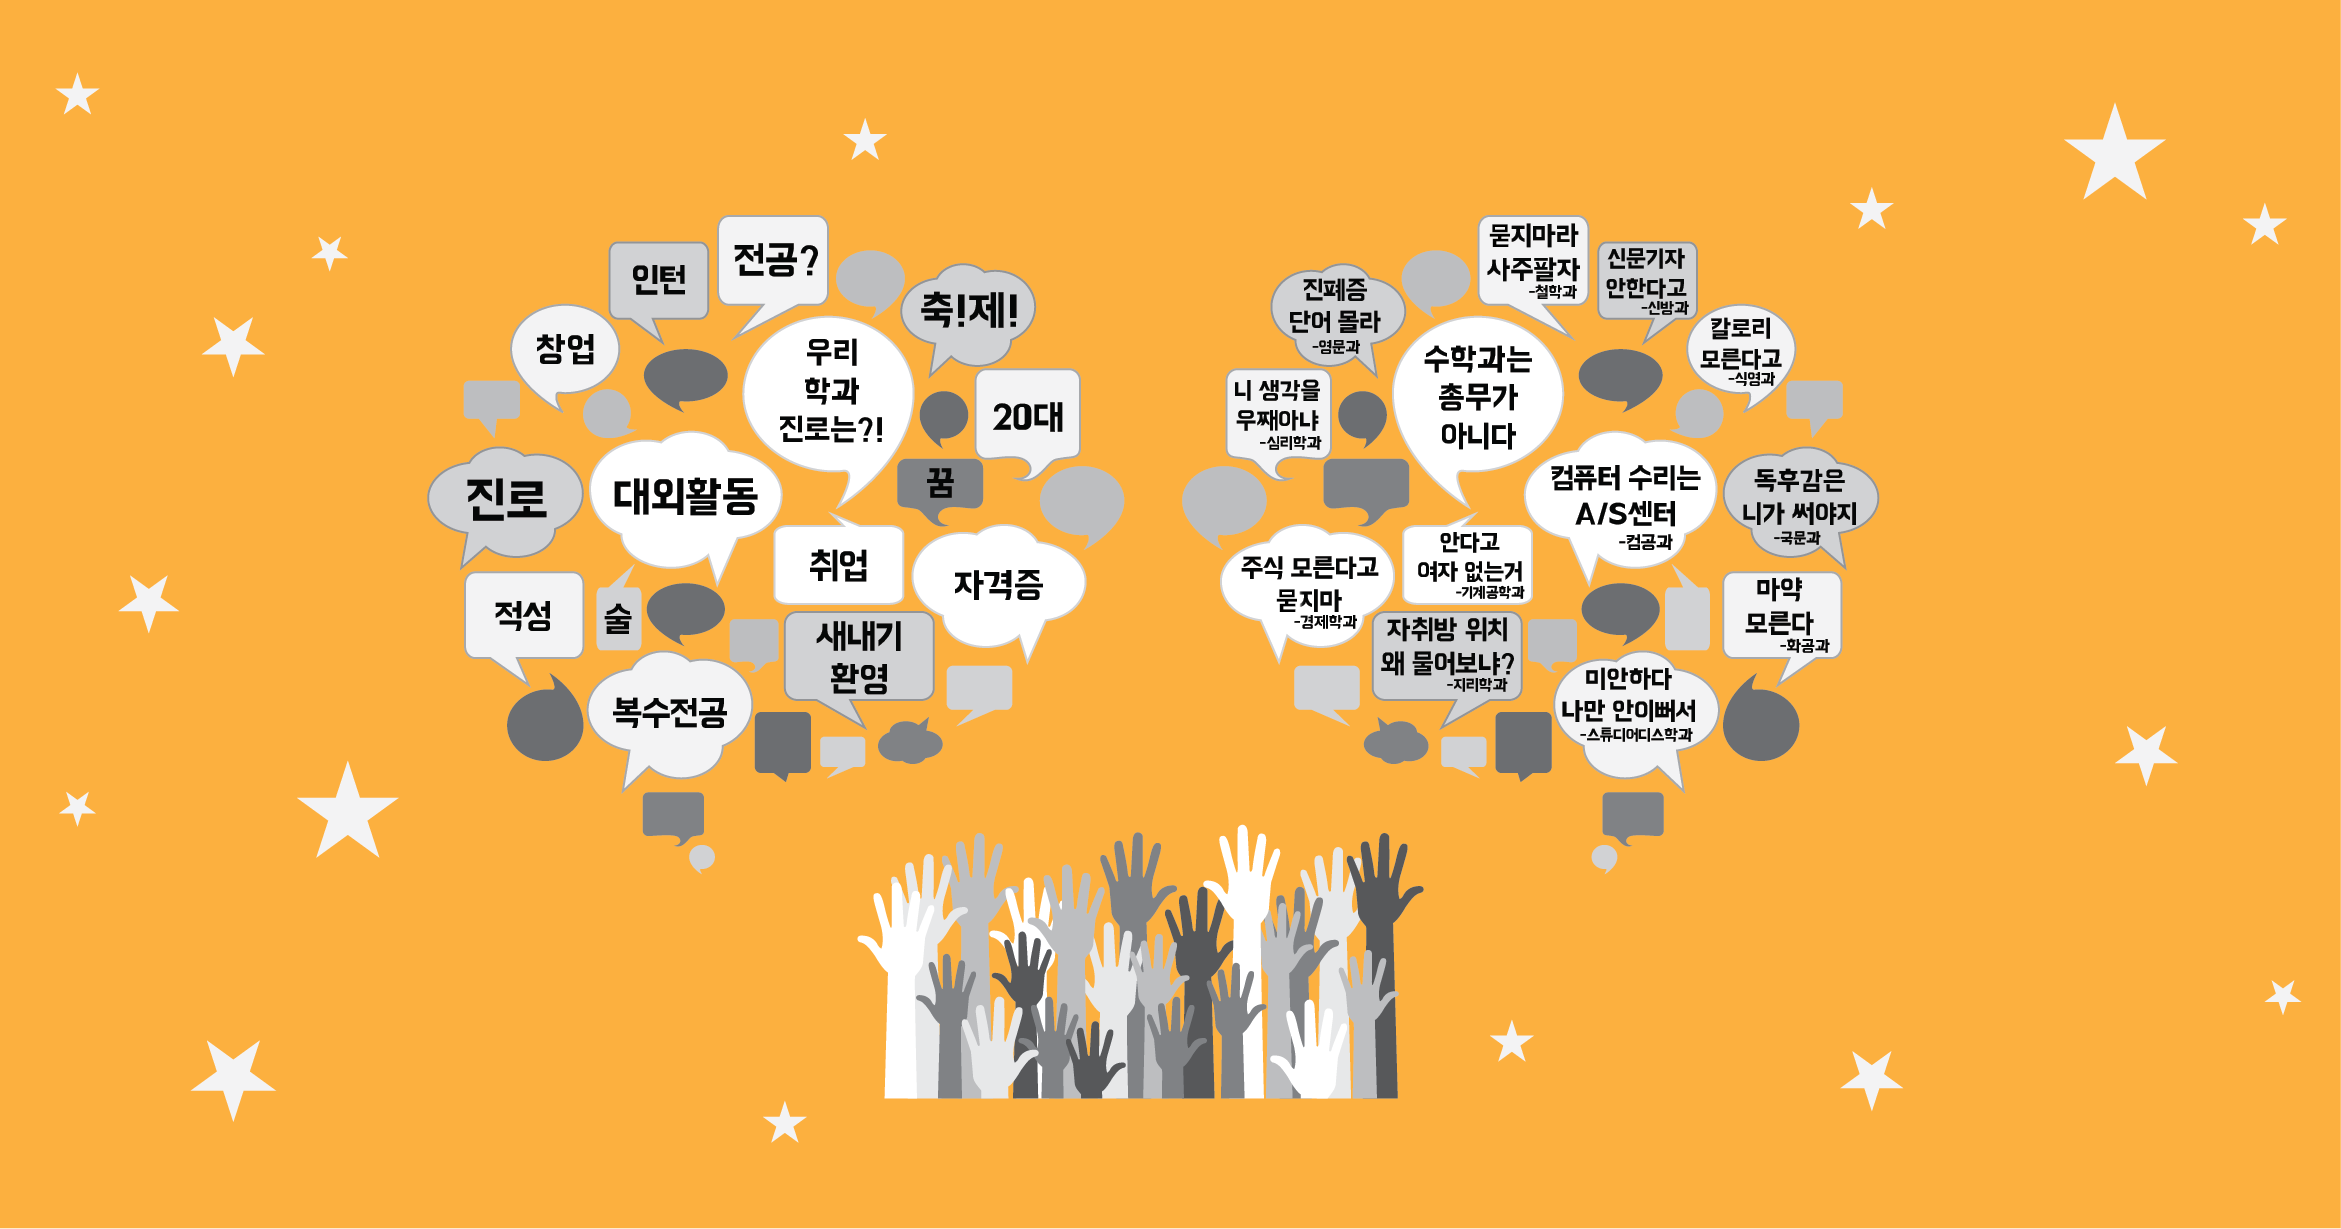 전공?
인턴
축!제!
창업
우리
학과
진로는?!
20대
꿈
진로
대외활동
취업
자격증
적성
술
새내기
환영
복수전공
묻지마라
사주팔자
-철학과
신문기자
안한다고
-신방과
진폐증
단어 몰라
-영문과
칼로리
모른다고
-식영과
수학과는
총무가
아니다
니 생각을
우째아냐
-심리학과
컴퓨터 수리는
A/S센터
-컴공과
독후감은
니가 써야지
-국문과
주식 모른다고
묻지마
-경제학과
안다고
여자 없는거
-기계공학과
마약
모른다
-화공과
자취방 위치
왜 물어보냐?
-지리학과
미안하다
나만 안이뻐서
-스튜디어디스학과